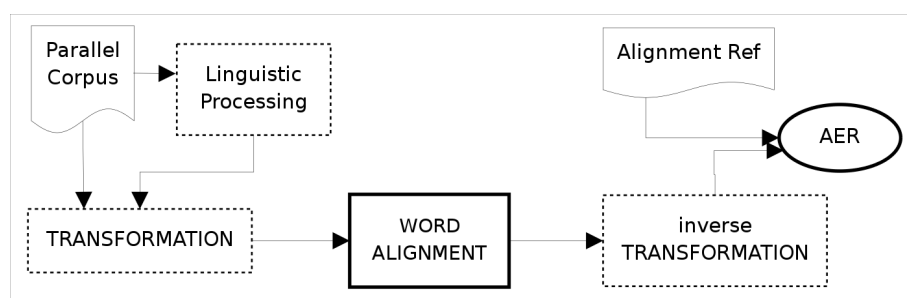 Parallel
Corpus
Linguistic
Processing
Alignment Ref
AER
TRANSFORMATION
WORD
ALIGNMENT
inverse
TRANSFORMATION